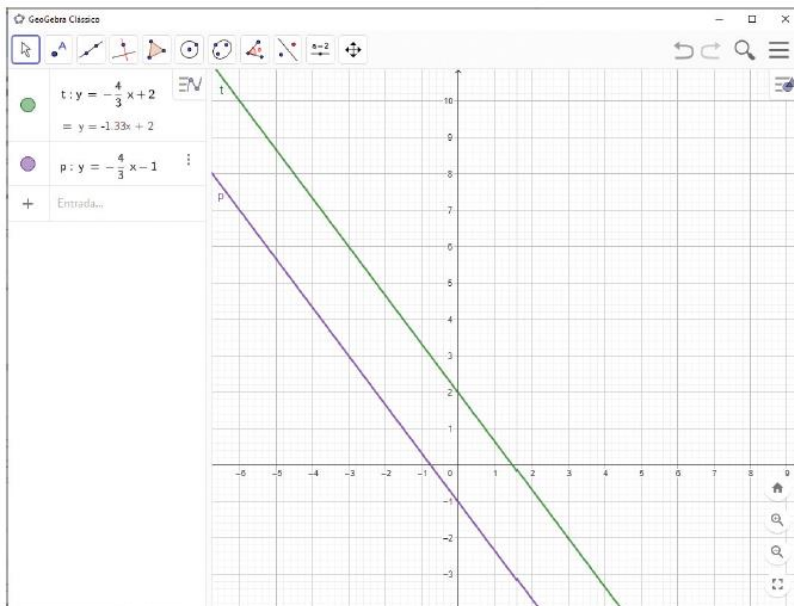 GeoGebra Clássico
a=2
t : y = −4/3 x + 2
= y = -1.33x + 2
p : y = −4/3 x − 1
+ Entrada...
t
p
10
9
8
7
6
5
4
3
2
1
−6 −5 −4 −3 −2 −1 0 1 2 3 4 5 6 7 8 9
−1
−2
−3